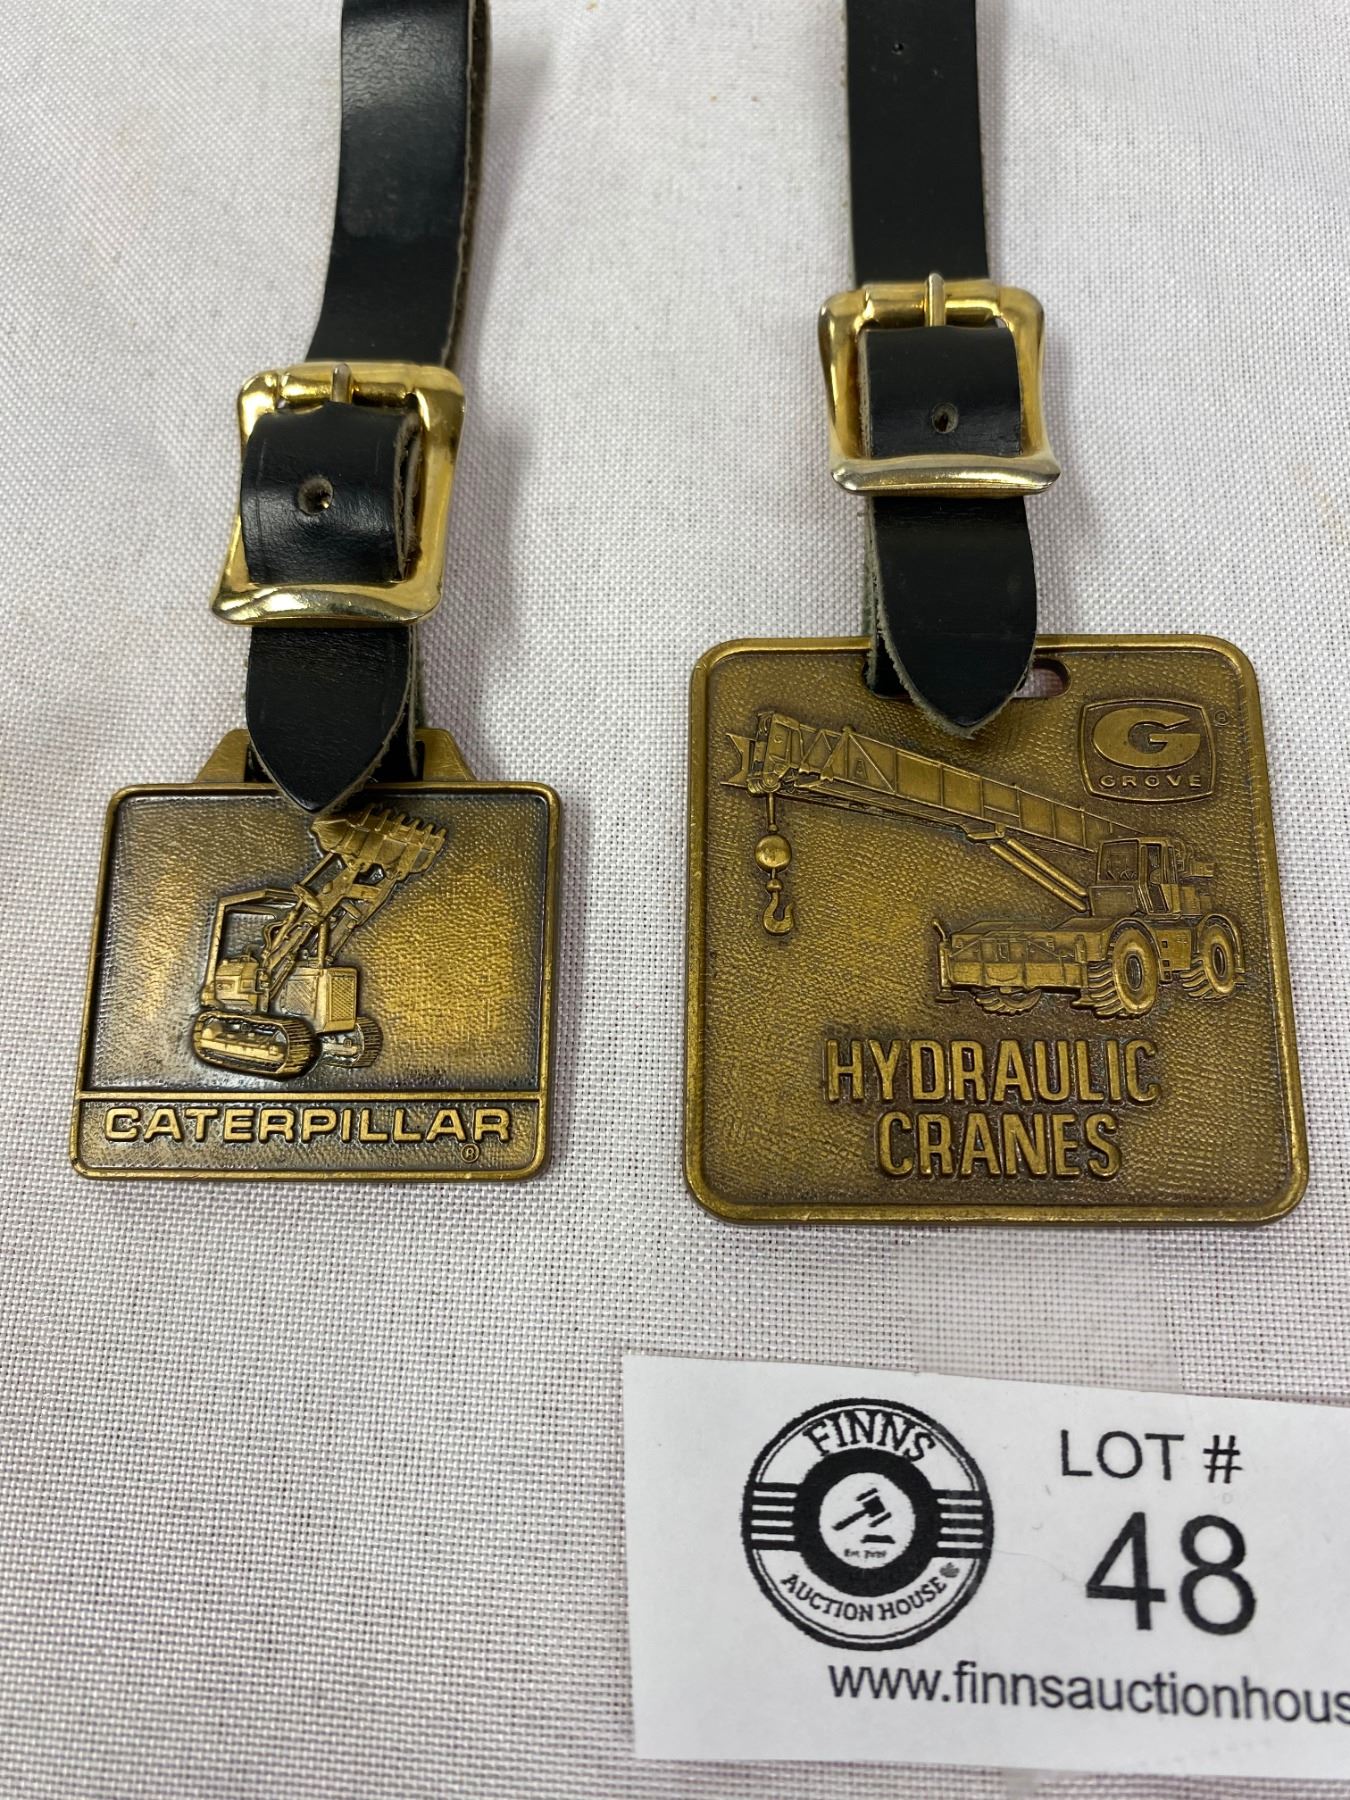 CATERPILLAR
®
G ®
GROVE
HYDRAULIC
CRANES
FINNS
AUCTION HOUSE
LOT #
48
www.finnsauctionhous